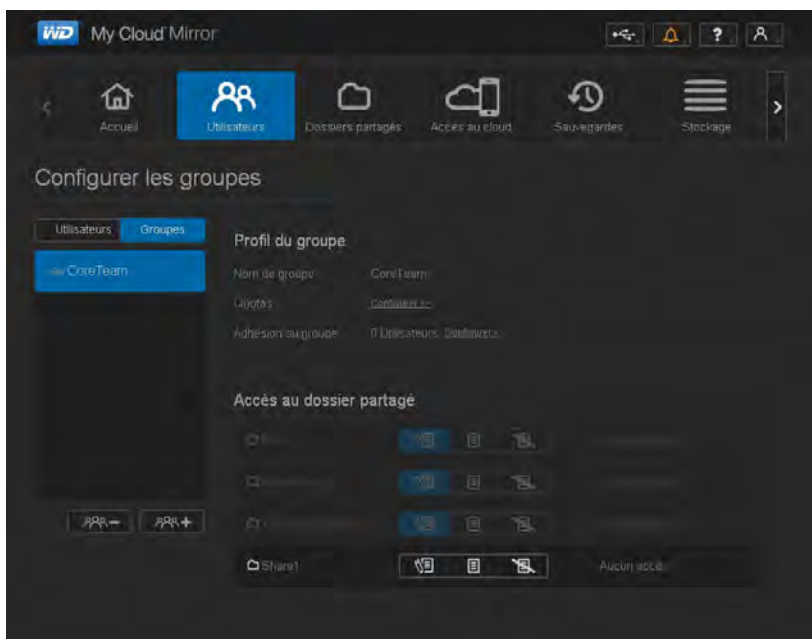 WD My Cloud Mirror
?
Accueil
Utilisateurs
Dossiers partagés
Accès au cloud
Sauvegardes
Stockage
Configurer les groupes
Utilisateurs Groupes
CoreTeam
Profil du groupe
Nom de groupe CoreTeam
Quotas Configurer >>
Adhésion au groupe 0 Utilisateurs. Configurer >>
Accès au dossier partagé
Share1 Aucun accè